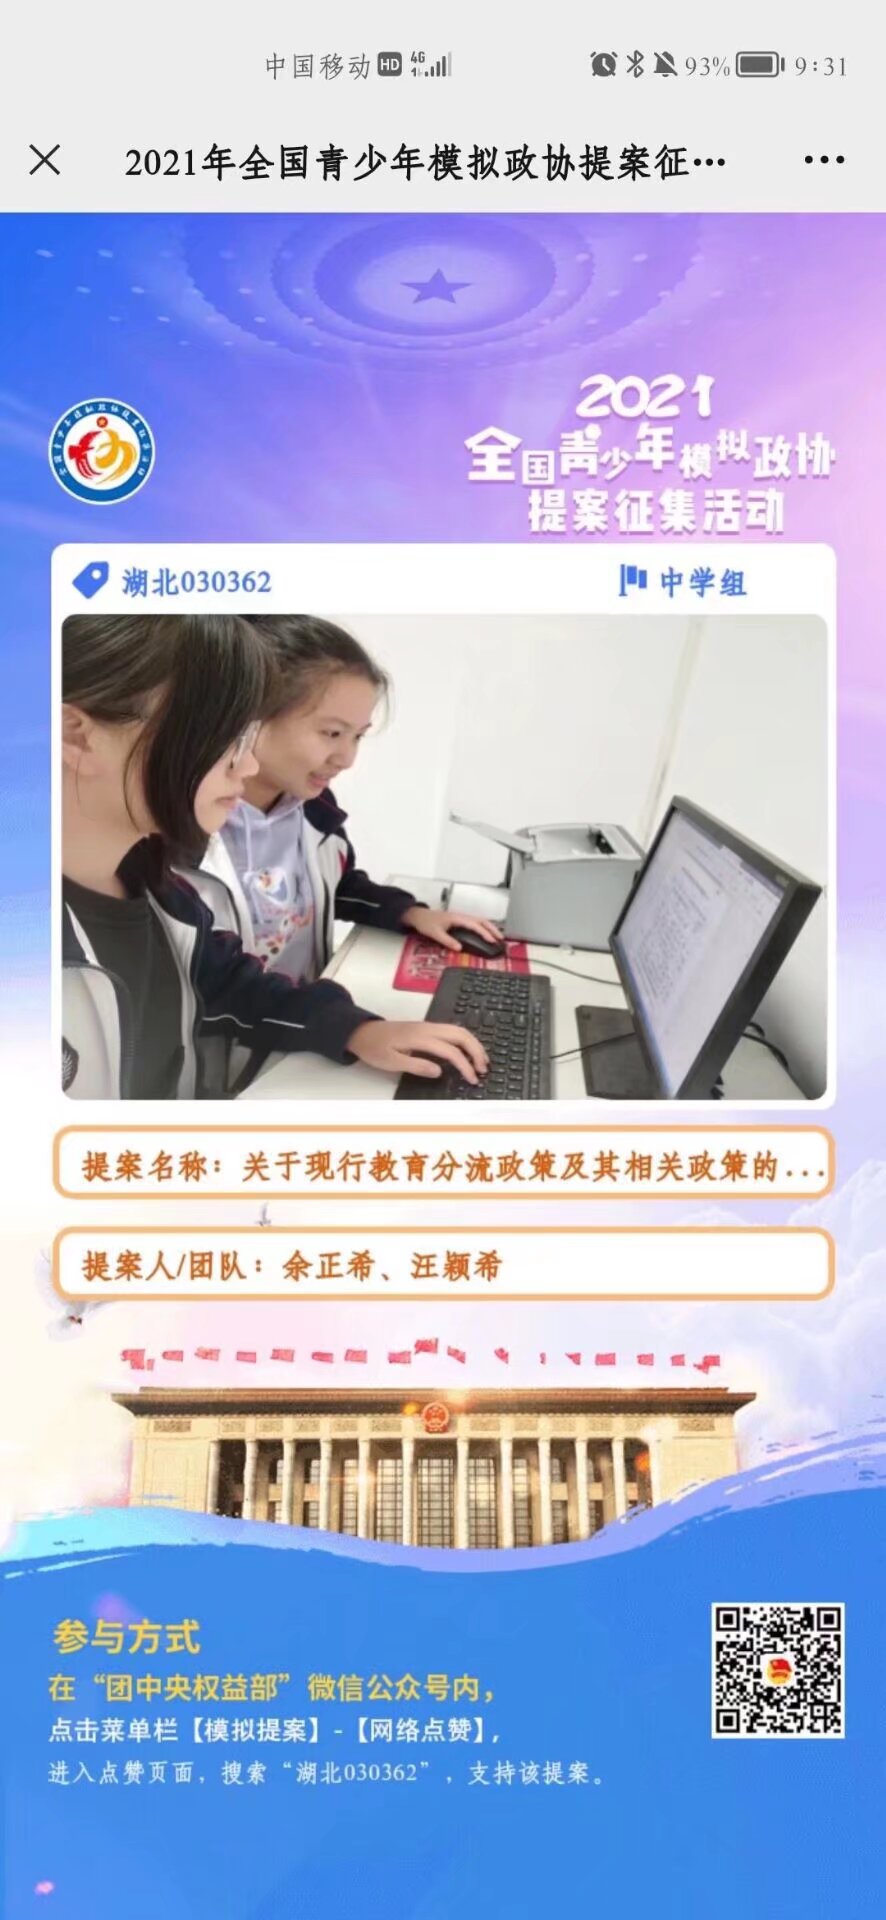 中国移动 HD 4G 93% 9:31
2021年全国青少年模拟政协提案征…
2021
全国青少年模拟政协
提案征集活动
湖北030362 中学组
提案名称：关于现行教育分流政策及其相关政策的...
提案人/团队：余正希、汪颖希
参与方式
在“团中央权益部”微信公众号内，
点击菜单栏【模拟提案】-【网络点赞】，
进入点赞页面，搜索“湖北030362”，支持该提案。